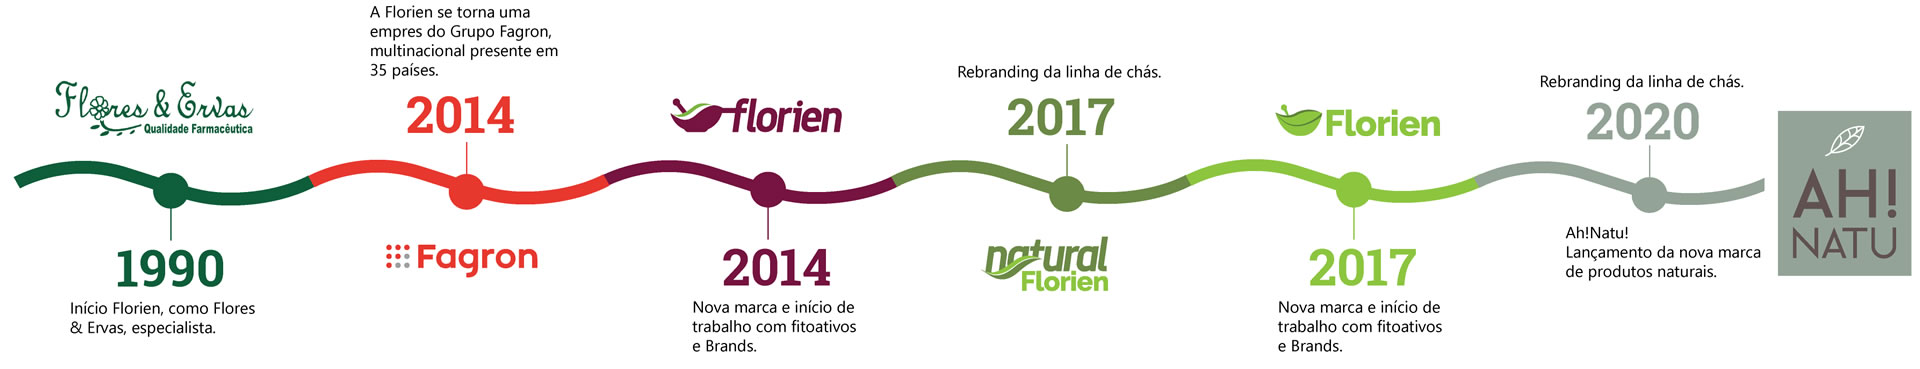 Flores & Ervas
Qualidade Farmacêutica
1990
Início Florien, como Flores
& Ervas, especialista.
A Florien se torna uma
empres do Grupo Fagron,
multinacional presente em
35 países.
2014
Fagron
florien
2014
Nova marca e início de
trabalho com fitoativos
e Brands.
Rebranding da linha de chás.
2017
natural
Florien
Florien
2017
Nova marca e início de
trabalho com fitoativos
e Brands.
Rebranding da linha de chás.
2020
Ah!Natu!
Lançamento da nova marca
de produtos naturais.
AH!
NATU